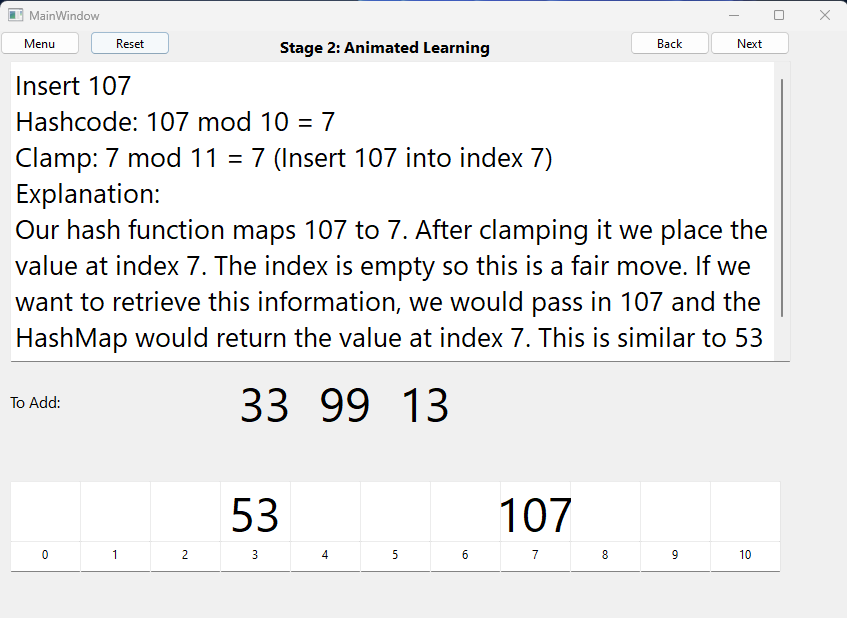 MainWindow
Menu Reset Stage 2: Animated Learning Back Next
Insert 107
Hashcode: 107 mod 10 = 7
Clamp: 7 mod 11 = 7 (Insert 107 into index 7)
Explanation:
Our hash function maps 107 to 7. After clamping it we place the
value at index 7. The index is empty so this is a fair move. If we
want to retrieve this information, we would pass in 107 and the
HashMap would return the value at index 7. This is similar to 53
To Add: 33 99 13
53 107
0 1 2 3 4 5 6 7 8 9 10